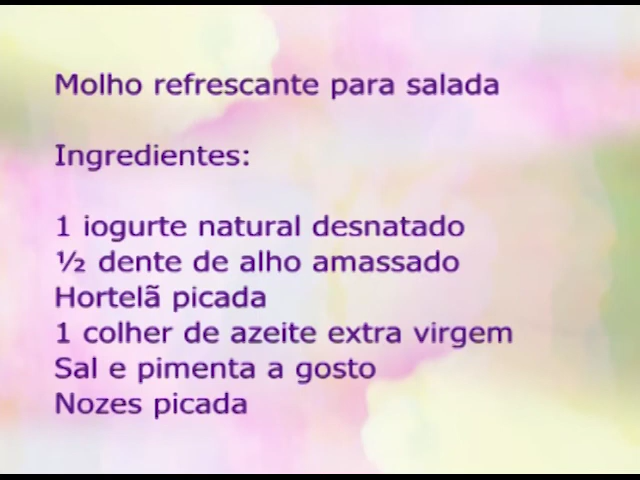 Molho refrescante para salada
Ingredientes:
1 iogurte natural desnatado
½ dente de alho amassado
Hortelã picada
1 colher de azeite extra virgem
Sal e pimenta a gosto
Nozes picada